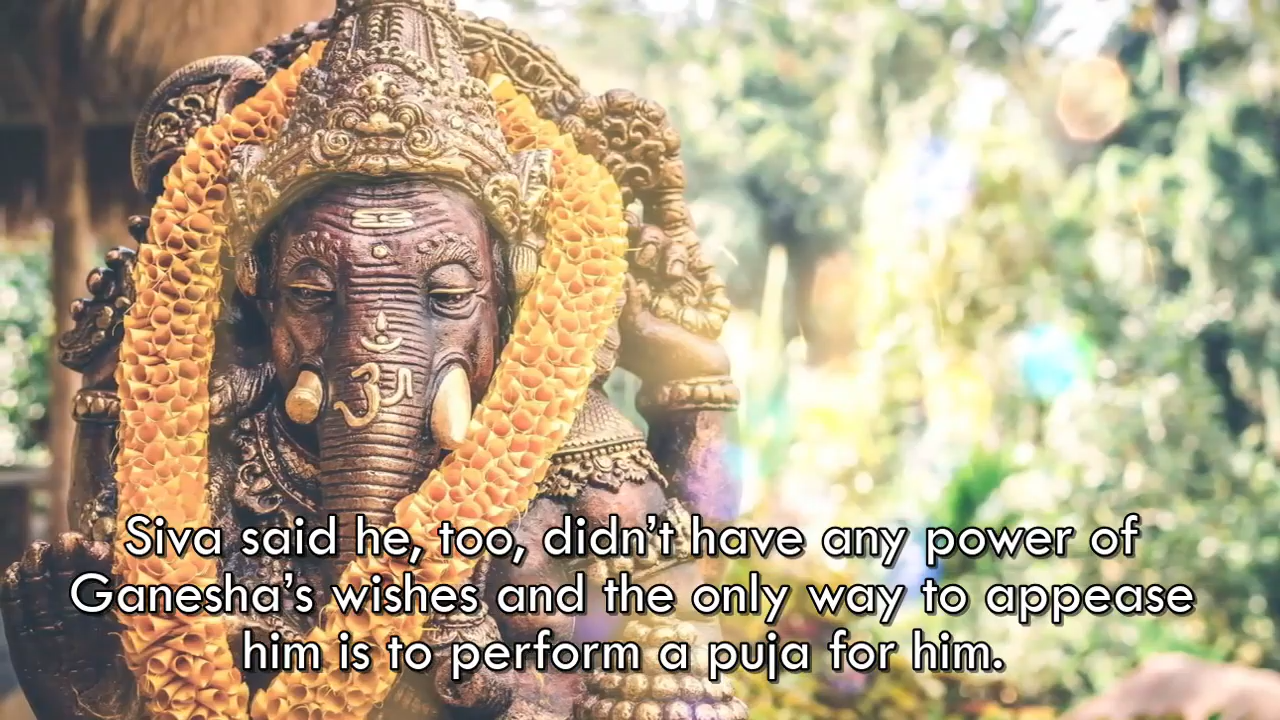 ॐ
Siva said he, too, didn’t have any power of
Ganesha’s wishes and the only way to appease
him is to perform a puja for him.